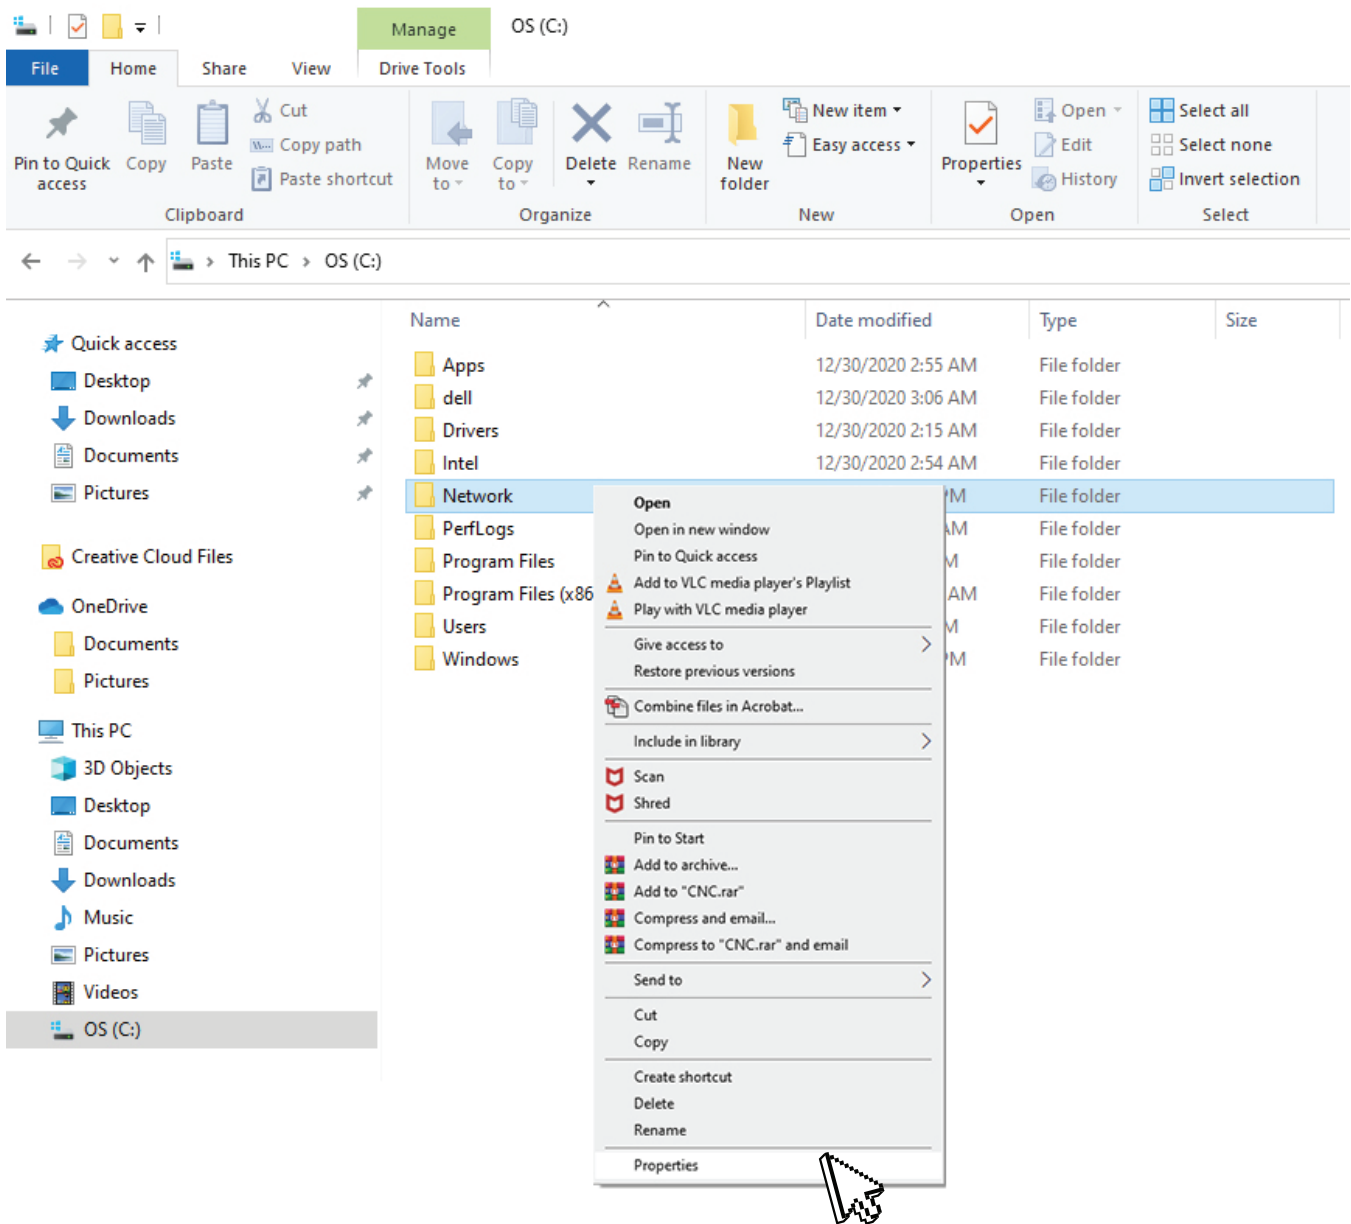 Manage
OS (C:)
File
Home
Share
View
Drive Tools
Pin to Quick access
Copy
Paste
Cut
Copy path
Paste shortcut
Clipboard
Move to
Copy to
Delete
Rename
Organize
New folder
New item
Easy access
New
Properties
Open
Edit
History
Open
Select all
Select none
Invert selection
Select
This PC > OS (C:)
Name
Date modified
Type
Size
Quick access
Desktop
Downloads
Documents
Pictures
Creative Cloud Files
OneDrive
Documents
Pictures
This PC
3D Objects
Desktop
Documents
Downloads
Music
Pictures
Videos
OS (C:)
Apps 12/30/2020 2:55 AM File folder
dell 12/30/2020 3:06 AM File folder
Drivers 12/30/2020 2:15 AM File folder
Intel 12/30/2020 2:54 AM File folder
Network File folder
PerfLogs AM File folder
Program Files File folder
Program Files (x86 AM File folder
Users File folder
Windows PM File folder
Open
Open in new window
Pin to Quick access
Add to VLC media player's Playlist
Play with VLC media player
Give access to
Restore previous versions
Combine files in Acrobat...
Include in library
Scan
Shred
Pin to Start
Add to archive...
Add to "CNC.rar"
Compress and email...
Compress to "CNC.rar" and email
Send to
Cut
Copy
Create shortcut
Delete
Rename
Properties